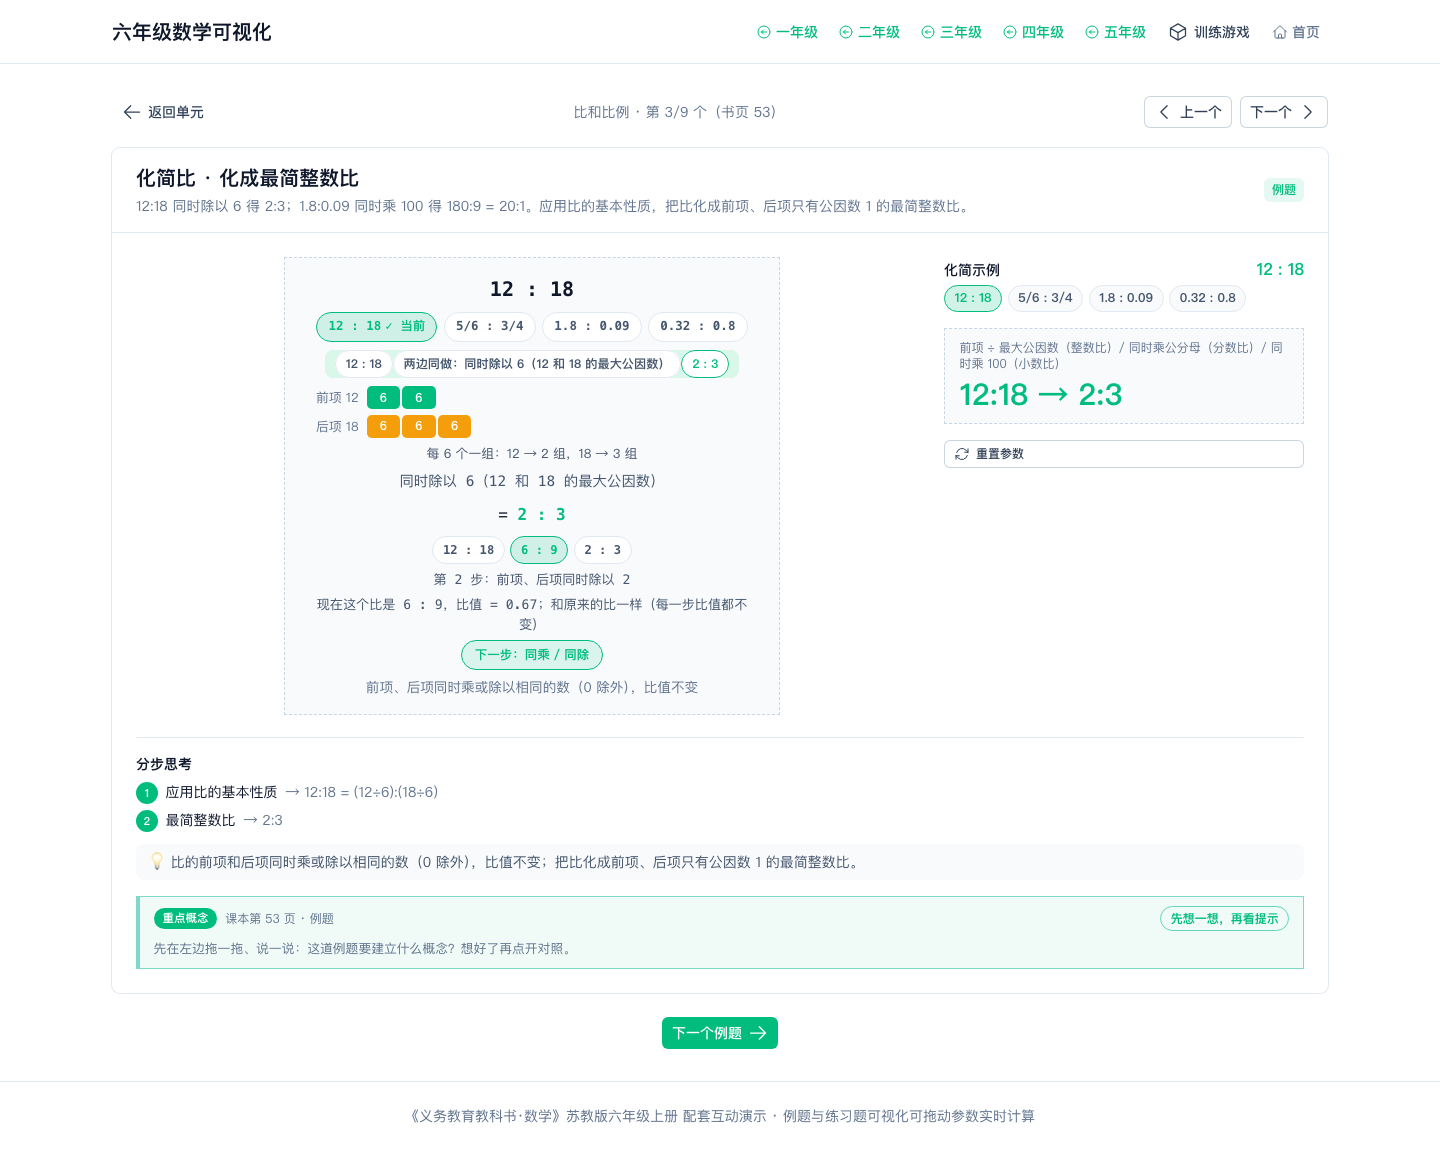 六年级数学可视化
一年级 二年级 三年级 四年级 五年级 训练游戏 首页
返回单元
比和比例 · 第 3/9 个（书页 53）
上一个 下一个
化简比 · 化成最简整数比
12:18 同时除以 6 得 2:3；1.8:0.09 同时乘 100 得 180:9 = 20:1。应用比的基本性质，把比化成前项、后项只有公因数 1 的最简整数比。
例题
12 : 18
12 : 18 ✓ 当前 5/6 : 3/4 1.8 : 0.09 0.32 : 0.8
12 : 18 两边同做：同时除以 6（12 和 18 的最大公因数） 2 : 3
前项 12 6 6
后项 18 6 6 6
每 6 个一组：12 → 2 组，18 → 3 组
同时除以 6（12 和 18 的最大公因数）
= 2 : 3
12 : 18 6 : 9 2 : 3
第 2 步：前项、后项同时除以 2
现在这个比是 6 : 9，比值 = 0.67；和原来的比一样（每一步比值都不
变）
下一步：同乘 / 同除
前项、后项同时乘或除以相同的数（0 除外），比值不变
化简示例 12 : 18
12 : 18 5/6 : 3/4 1.8 : 0.09 0.32 : 0.8
前项 ÷ 最大公因数（整数比）/ 同时乘公分母（分数比）/ 同
时乘 100（小数比）
12:18 → 2:3
重置参数
分步思考
1 应用比的基本性质 → 12:18 = (12÷6):(18÷6)
2 最简整数比 → 2:3
💡 比的前项和后项同时乘或除以相同的数（0 除外），比值不变；把比化成前项、后项只有公因数 1 的最简整数比。
重点概念 课本第 53 页 · 例题
先想一想，再看提示
先在左边拖一拖、说一说：这道例题要建立什么概念？想好了再点开对照。
下一个例题
《义务教育教科书·数学》苏教版六年级上册 配套互动演示 · 例题与练习题可视化可拖动参数实时计算